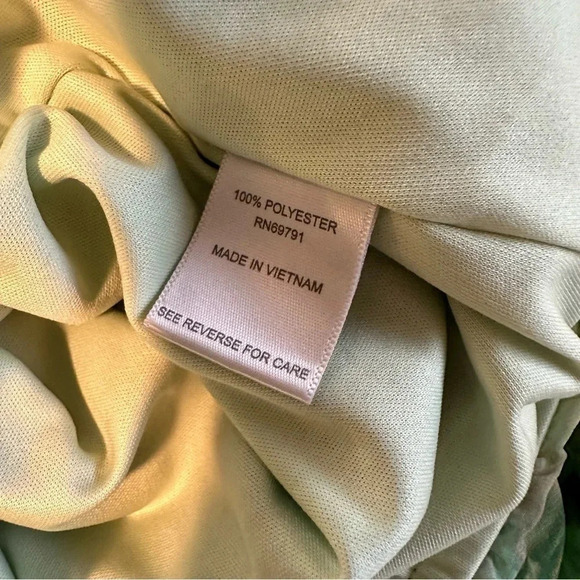 100% POLYESTER
RN69791
MADE IN VIETNAM
SEE REVERSE FOR CARE